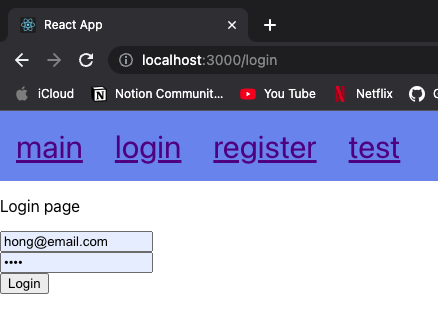 React App
localhost:3000/login
iCloud Notion Communit... You Tube Netflix G
main login register test
Login page
hong@email.com
••••
Login